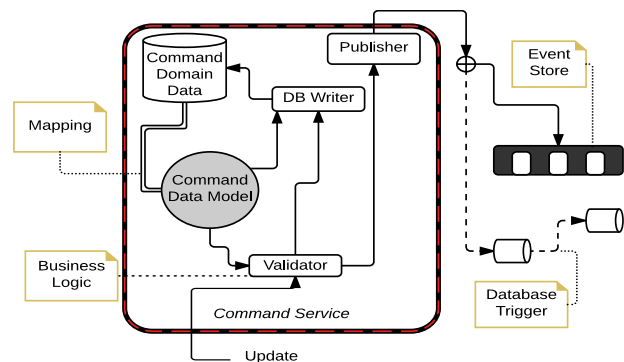 Publisher
Command
Domain
Data
Event
Store
DB Writer
Mapping
Command
Data Model
Business
Logic
Validator
Database
Trigger
Command Service
Update